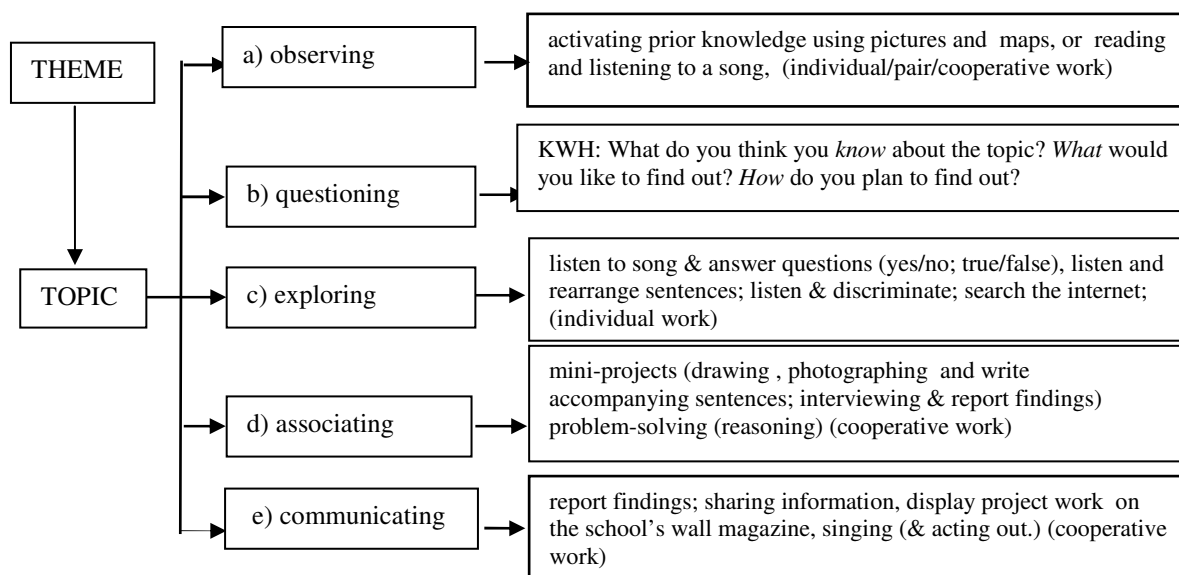 THEME
TOPIC
a) observing
activating prior knowledge using pictures and maps, or reading
and listening to a song, (individual/pair/cooperative work)
b) questioning
KWH: What do you think you know about the topic? What would
you like to find out? How do you plan to find out?
c) exploring
listen to song & answer questions (yes/no; true/false), listen and
rearrange sentences; listen & discriminate; search the internet;
(individual work)
d) associating
mini-projects (drawing , photographing and write
accompanying sentences; interviewing & report findings)
problem-solving (reasoning) (cooperative work)
e) communicating
report findings; sharing information, display project work on
the school's wall magazine, singing (& acting out.) (cooperative
work)